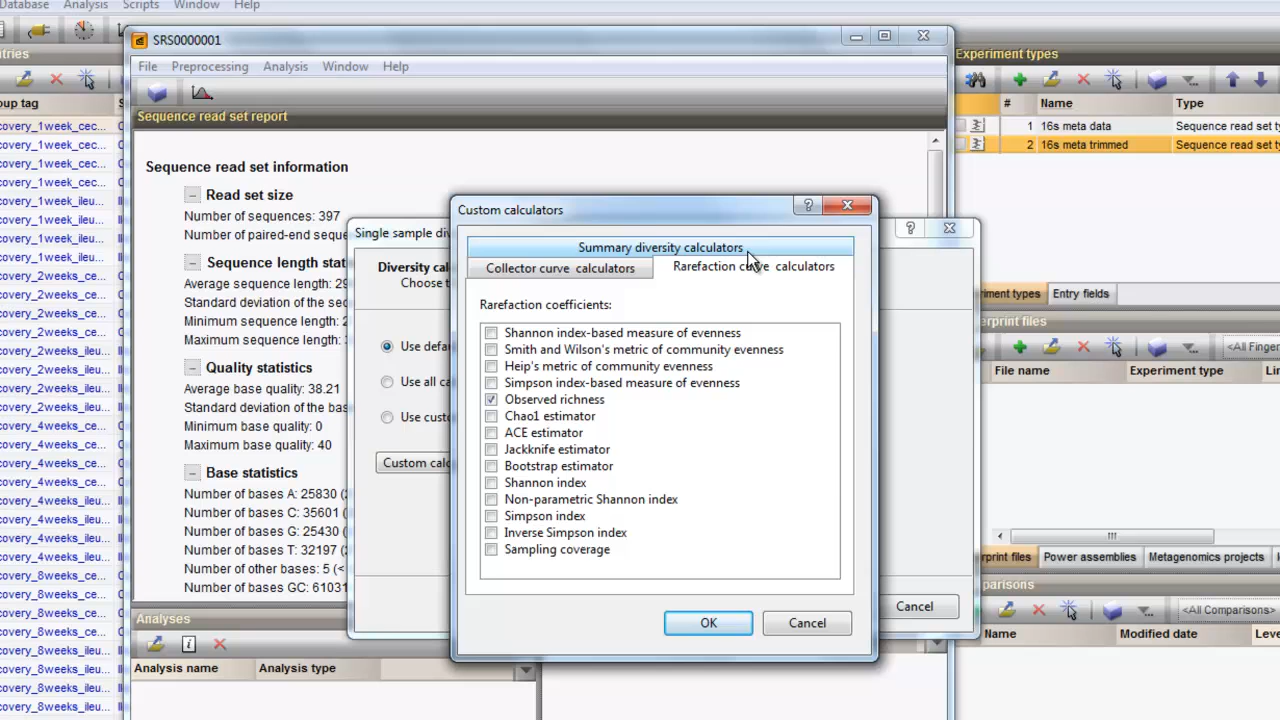 Database Analysis Scripts Window Help
SRS0000001
File Preprocessing Analysis Window Help
Sequence read set report
Sequence read set information
Read set size
Number of sequences: 397
Number of paired-end seque
Sequence length stat
Average sequence length: 29
Standard deviation of the seq
Minimum sequence length: 2
Maximum sequence length: 3
Quality statistics
Average base quality: 38.21
Standard deviation of the bas
Minimum base quality: 0
Maximum base quality: 40
Base statistics
Number of bases A: 25830 (
Number of bases C: 35601 (
Number of bases G: 25430 (
Number of bases T: 32197 (
Number of other bases: 5 (<
Number of bases GC: 61031
Analyses
Analysis name Analysis type
ntries
oup tag
covery_1week_cec...
covery_1week_cec...
covery_1week_cec...
covery_1week_cec...
covery_1week_ileu...
covery_1week_ileu...
covery_1week_ileu...
covery_1week_ileu...
covery_2weeks_ce...
covery_2weeks_ce...
covery_2weeks_ce...
covery_2weeks_ce...
covery_2weeks_ileu...
covery_2weeks_ileu...
covery_2weeks_ileu...
covery_2weeks_ileu...
covery_4weeks_ce...
covery_4weeks_ce...
covery_4weeks_ce...
covery_4weeks_ileu...
covery_4weeks_ileu...
covery_4weeks_ileu...
covery_4weeks_ileu...
covery_8weeks_ce...
covery_8weeks_ce...
covery_8weeks_ce...
covery_8weeks_ce...
covery_8weeks_ileu...
covery_8weeks_ileu...
covery_8weeks_ileu...
covery_8weeks_ileu...
Single sample div
Diversity cal
Choose t
Use defau
Use all ca
Use custo
Custom calc
Cancel
Custom calculators
Summary diversity calculators
Collector curve calculators Rarefaction curve calculators
Rarefaction coefficients:
Shannon index-based measure of evenness
Smith and Wilson's metric of community evenness
Heip's metric of community evenness
Simpson index-based measure of evenness
Observed richness
Chao1 estimator
ACE estimator
Jackknife estimator
Bootstrap estimator
Shannon index
Non-parametric Shannon index
Simpson index
Inverse Simpson index
Sampling coverage
OK Cancel
Experiment types
# Name Type
1 16s meta data Sequence read set ty
2 16s meta trimmed Sequence read set ty
riment types Entry fields
erprint files
<All Finger
File name Experiment type Lin
rprint files Power assemblies Metagenomics projects
parisons
<All Comparisons>
Name Modified date Leve